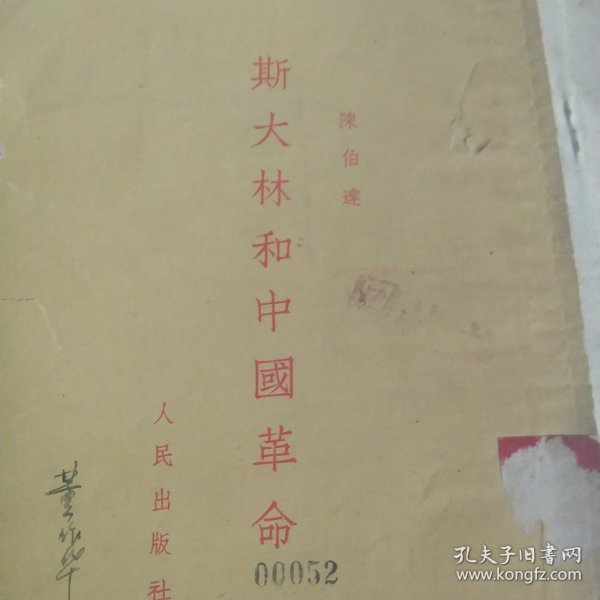 陳伯達
斯大林和中國革命
人民出版社
00052
孔夫子旧书网
www.kongfz.com